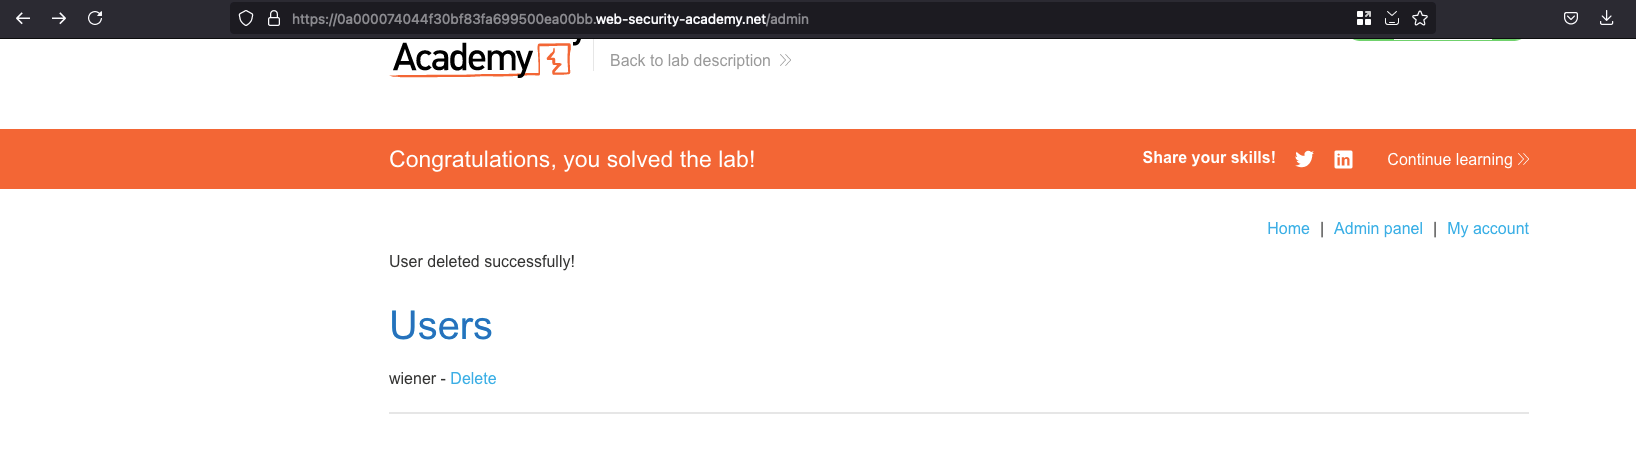 https://0a000074044f30bf83fa699500ea00bb.web-security-academy.net/admin
Academy
Back to lab description
Congratulations, you solved the lab!
Share your skills!
Continue learning
Home | Admin panel | My account
User deleted successfully!
Users
wiener - Delete